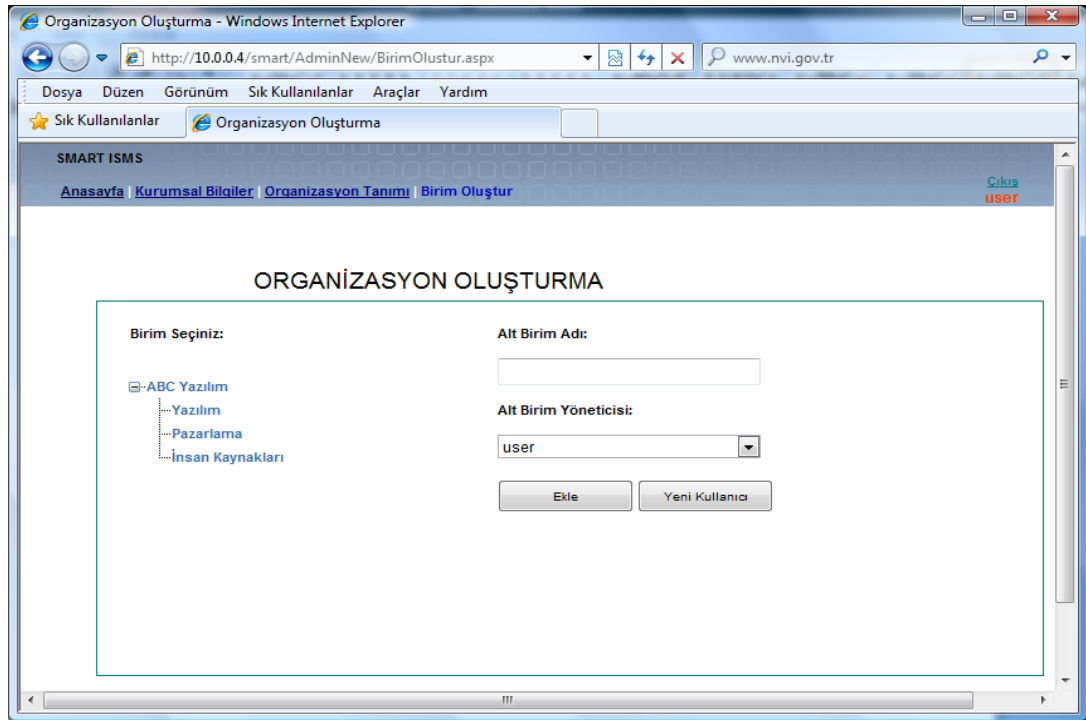 Organizasyon Oluşturma - Windows Internet Explorer
http://10.0.0.4/smart/AdminNew/BirimOlustur.aspx
www.nvi.gov.tr
Dosya Düzen Görünüm Sık Kullanılanlar Araçlar Yardım
Sık Kullanılanlar
Organizasyon Oluşturma
SMART ISMS
Anasayfa | Kurumsal Bilgiler | Organizasyon Tanımı | Birim Oluştur
Çıkış
user
ORGANİZASYON OLUŞTURMA
Birim Seçiniz:
ABC Yazılım
Yazılım
Pazarlama
İnsan Kaynakları
Alt Birim Adı:
Alt Birim Yöneticisi:
user
Ekle
Yeni Kullanıcı